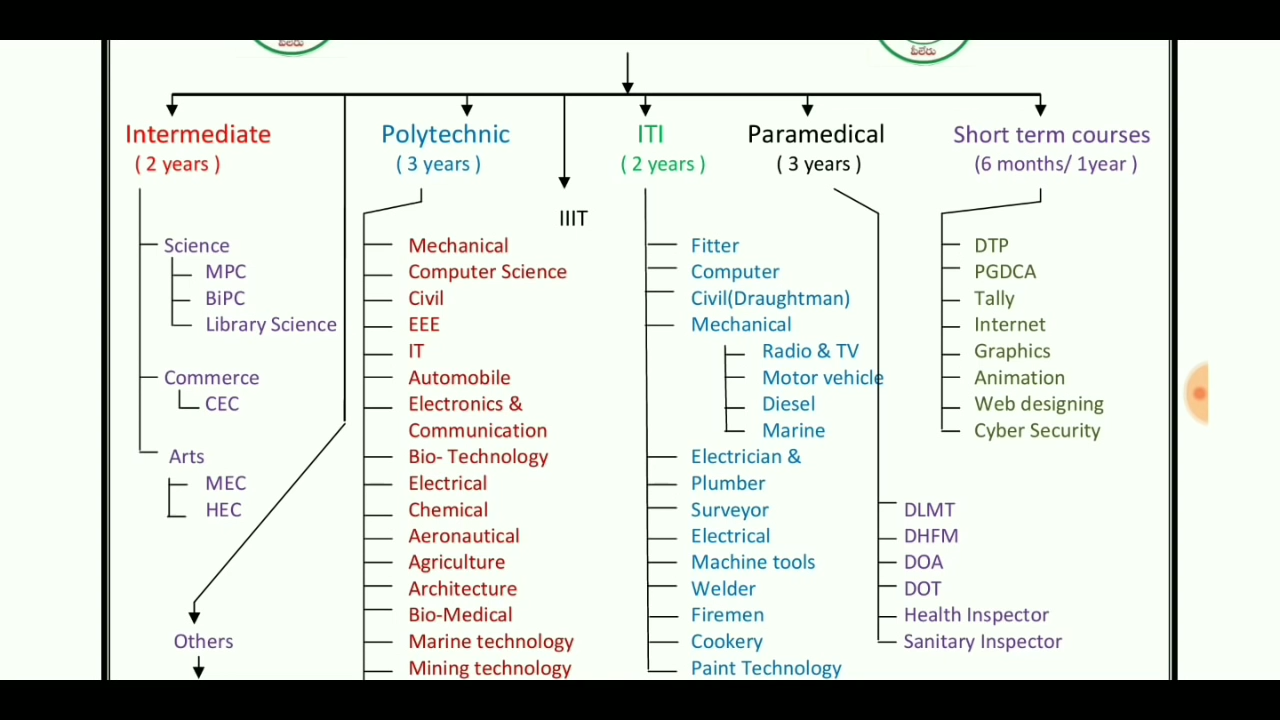 పీలేరు
పీలేరు
Intermediate
( 2 years )
Science
MPC
BiPC
Library Science
Commerce
CEC
Arts
MEC
HEC
Others
Polytechnic
( 3 years )
Mechanical
Computer Science
Civil
EEE
IT
Automobile
Electronics &
Communication
Bio- Technology
Electrical
Chemical
Aeronautical
Agriculture
Architecture
Bio-Medical
Marine technology
Mining technology
IIIT
ITI
( 2 years )
Fitter
Computer
Civil(Draughtman)
Mechanical
Radio & TV
Motor vehicle
Diesel
Marine
Electrician &
Plumber
Surveyor
Electrical
Machine tools
Welder
Firemen
Cookery
Paint Technology
Paramedical
( 3 years )
DLMT
DHFM
DOA
DOT
Health Inspector
Sanitary Inspector
Short term courses
(6 months/ 1year )
DTP
PGDCA
Tally
Internet
Graphics
Animation
Web designing
Cyber Security